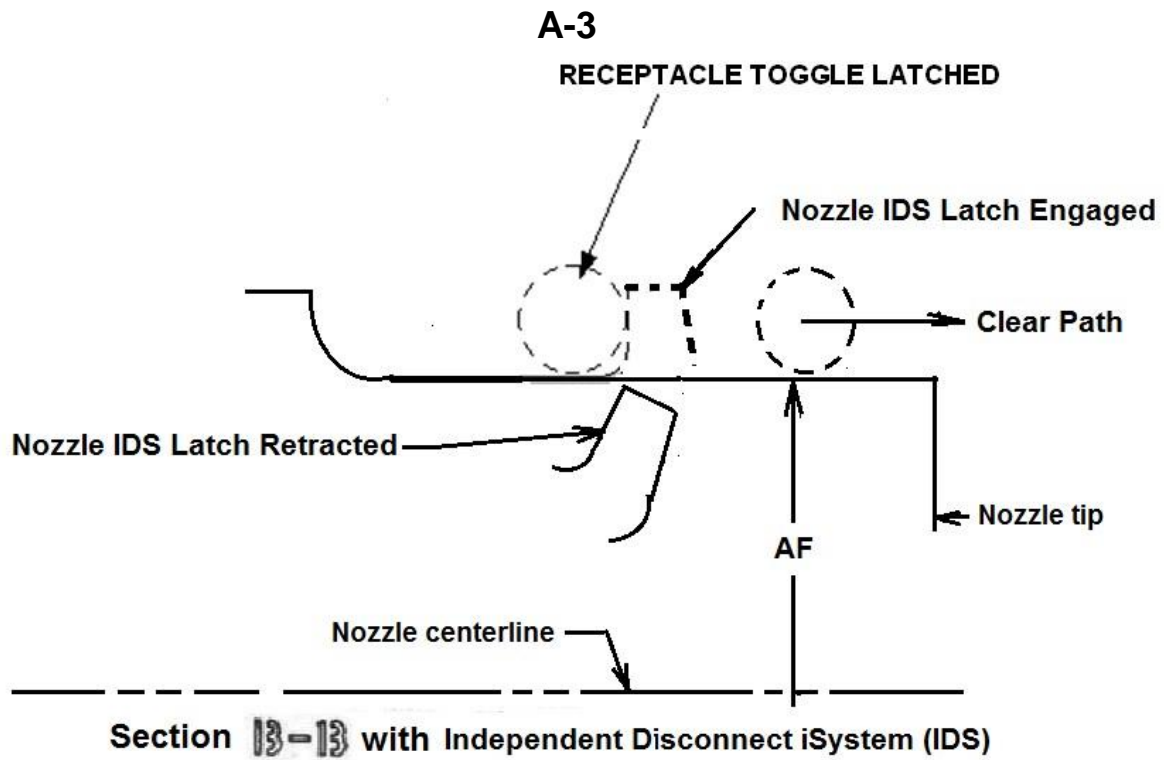 A-3
RECEPTACLE TOGGLE LATCHED
Nozzle IDS Latch Engaged
Clear Path
Nozzle IDS Latch Retracted
Nozzle tip
AF
Nozzle centerline
Section B-B with Independent Disconnect iSystem (IDS)